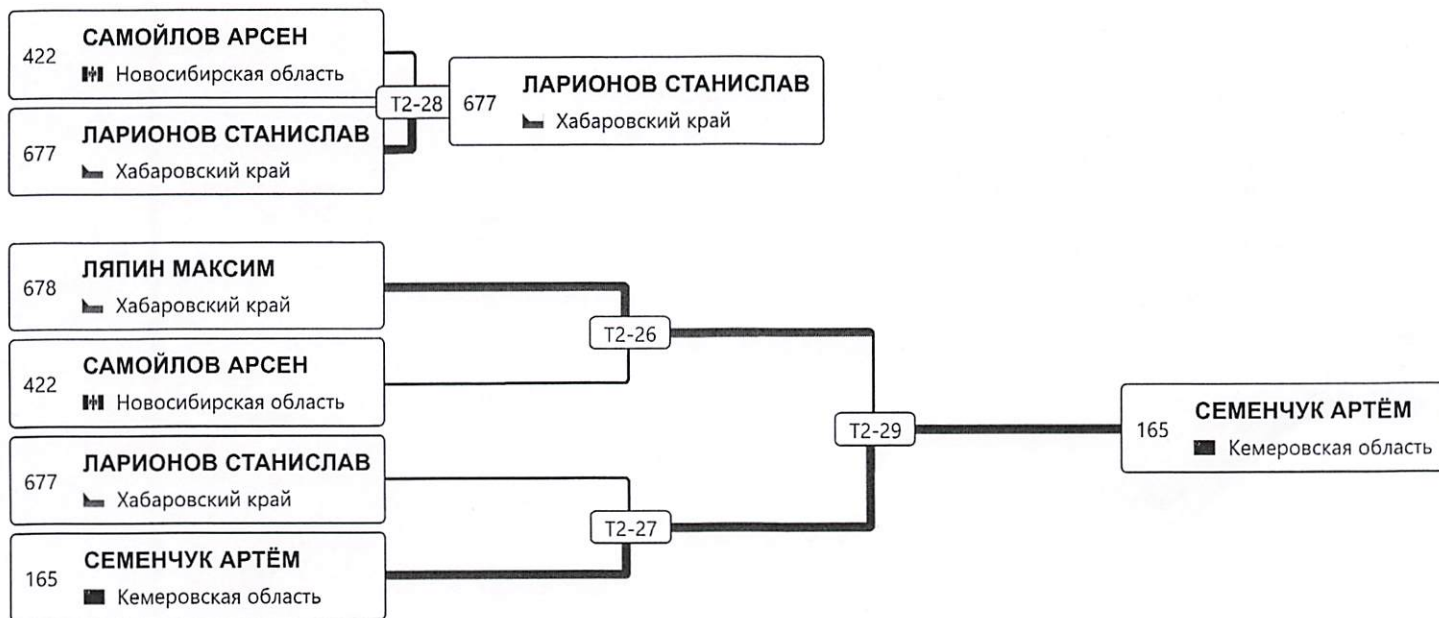 422 САМОЙЛОВ АРСЕН
Новосибирская область
677 ЛАРИОНОВ СТАНИСЛАВ
Хабаровский край
T2-28
677 ЛАРИОНОВ СТАНИСЛАВ
Хабаровский край
678 ЛЯПИН МАКСИМ
Хабаровский край
422 САМОЙЛОВ АРСЕН
Новосибирская область
T2-26
677 ЛАРИОНОВ СТАНИСЛАВ
Хабаровский край
165 СЕМЕНЧУК АРТЁМ
Кемеровская область
T2-27
T2-29
165 СЕМЕНЧУК АРТЁМ
Кемеровская область